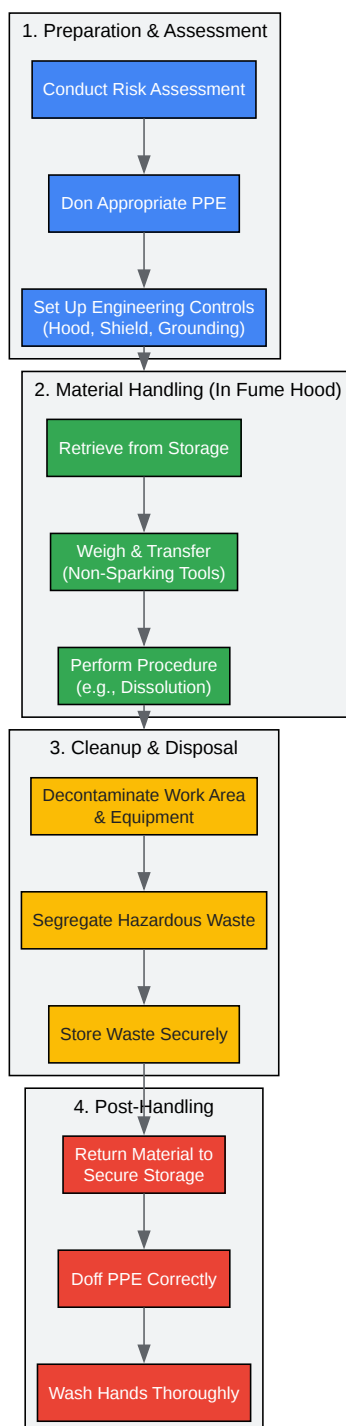 1. Preparation & Assessment
Conduct Risk Assessment
Don Appropriate PPE
Set Up Engineering Controls
(Hood, Shield, Grounding)
2. Material Handling (In Fume Hood)
Retrieve from Storage
Weigh & Transfer
(Non-Sparking Tools)
Perform Procedure
(e.g., Dissolution)
3. Cleanup & Disposal
Decontaminate Work Area
& Equipment
Segregate Hazardous Waste
Store Waste Securely
4. Post-Handling
Return Material to
Secure Storage
Doff PPE Correctly
Wash Hands Thoroughly